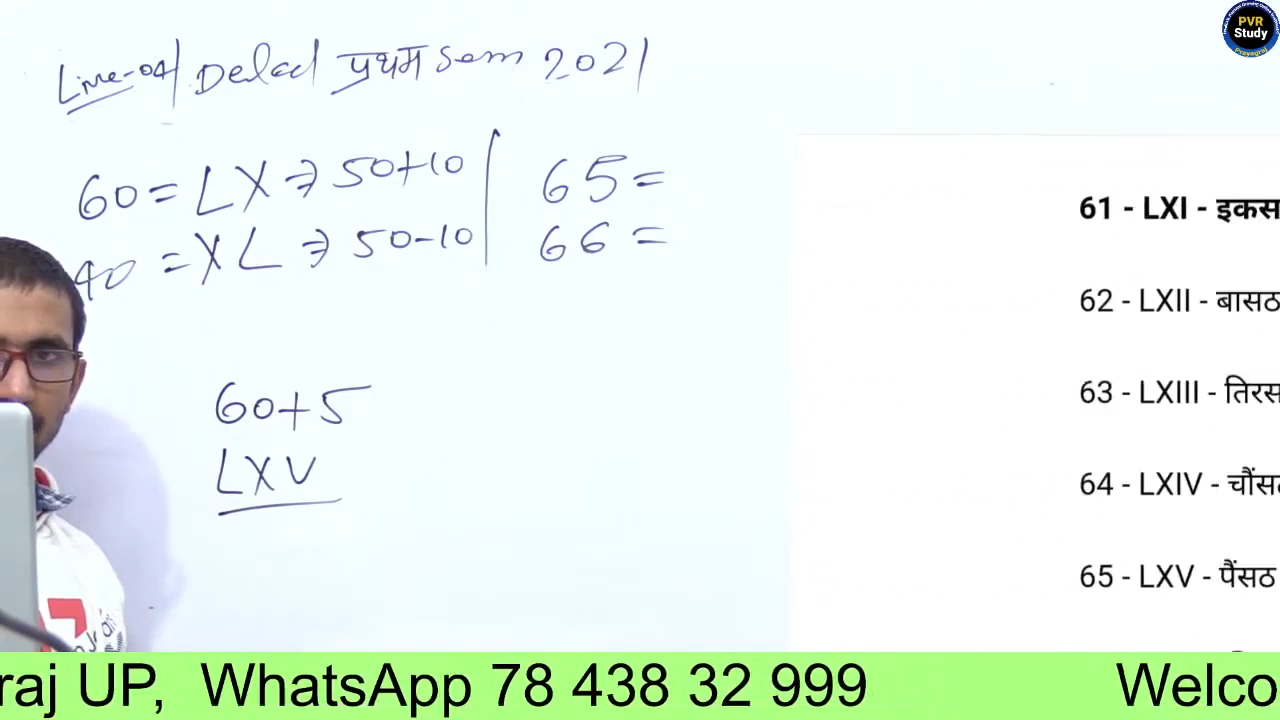 PVR
Study
Prayagraj
Live-04 Deled प्रथम sem 2021
60 = LX ⇒ 50+10
40 = XL ⇒ 50-10
65 =
66 =
60+5
LXV
61 - LXI - इकस
62 - LXII - बासठ
63 - LXIII - तिरस
64 - LXIV - चौंसठ
65 - LXV - पैंसठ
raj UP, WhatsApp 78 438 32 999 Welco